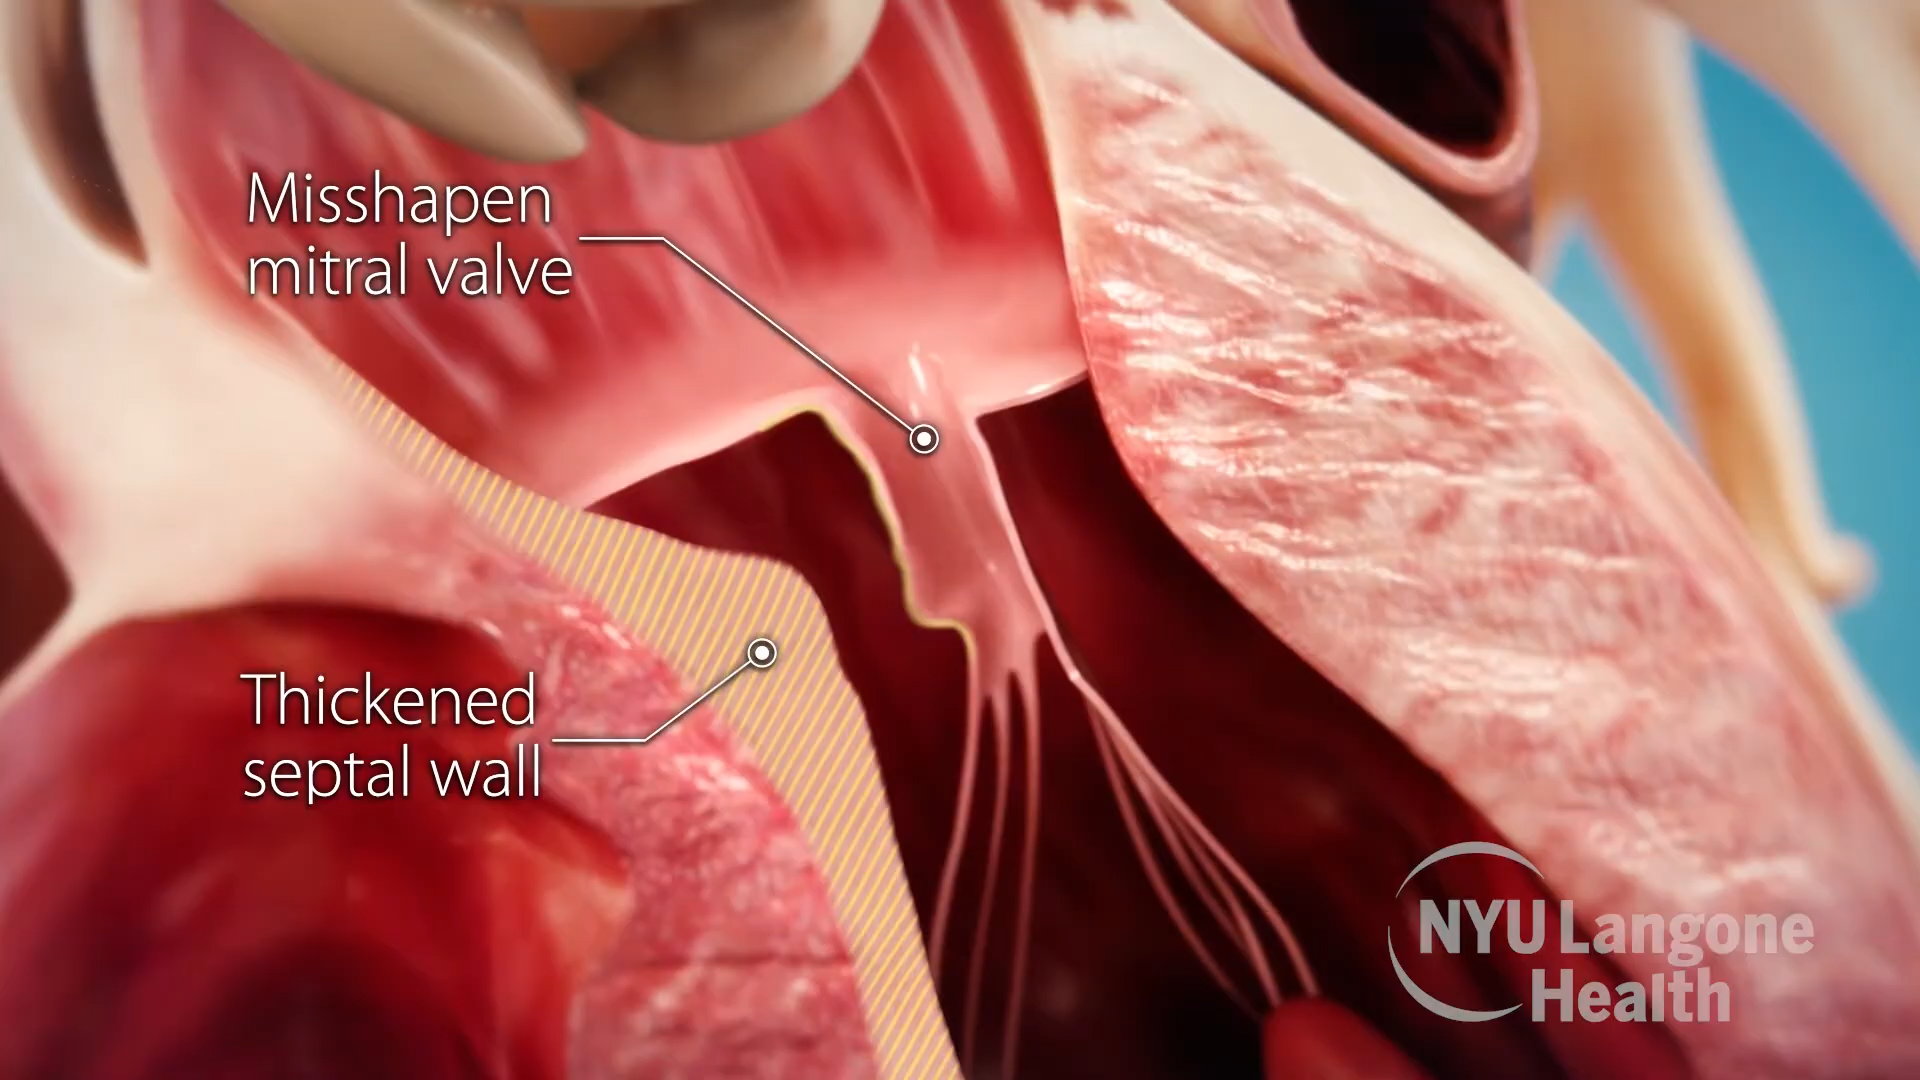 Misshapen
mitral valve
Thickened
septal wall
NYU Langone
Health